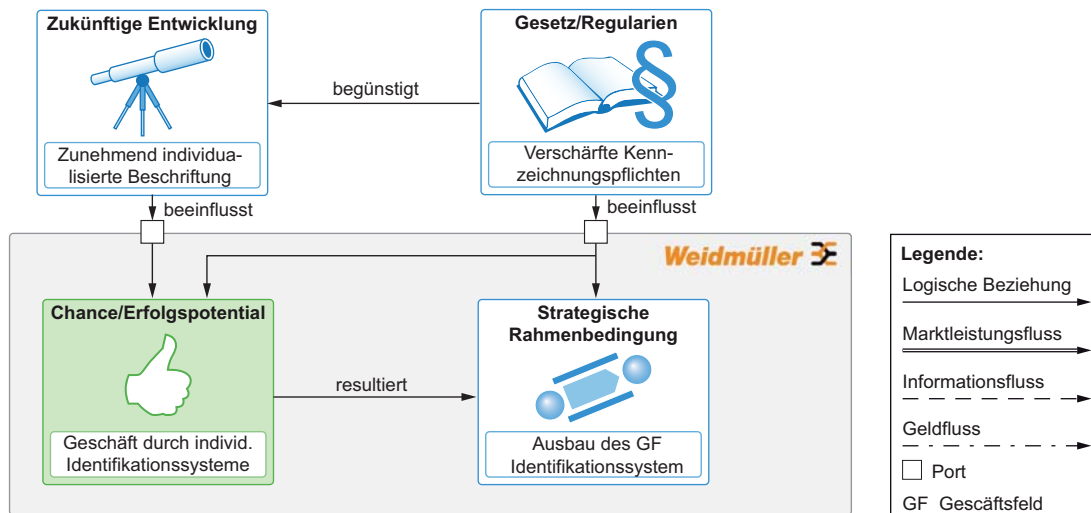 Zukünftige Entwicklung
Zunehmend individua-
lisierte Beschriftung
begünstigt
Gesetz/Regularien
§
Verschärfte Kenn-
zeichnungspflichten
beeinflusst
beeinflusst
Weidmüller
Chance/Erfolgspotential
Geschäft durch individ.
Identifikationssysteme
resultiert
Strategische
Rahmenbedingung
Ausbau des GF
Identifikationssystem
Legende:
Logische Beziehung
Marktleistungsfluss
Informationsfluss
Geldfluss
Port
GF Gescäftsfeld